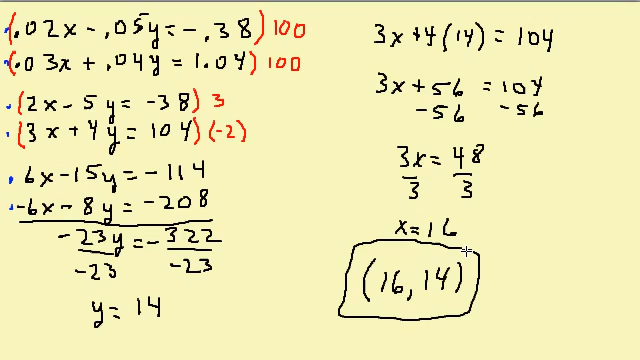 (.02x - .05y = -.38) 100
(.03x + .04y = 1.04) 100
(2x - 5y = -38) 3
(3x + 4y = 104) (-2)
6x - 15y = -114
-6x - 8y = -208
-23y = -322
-23 -23
y = 14
3x + 4(14) = 104
3x + 56 = 104
-56 -56
3x = 48
3 3
x = 16
(16, 14)